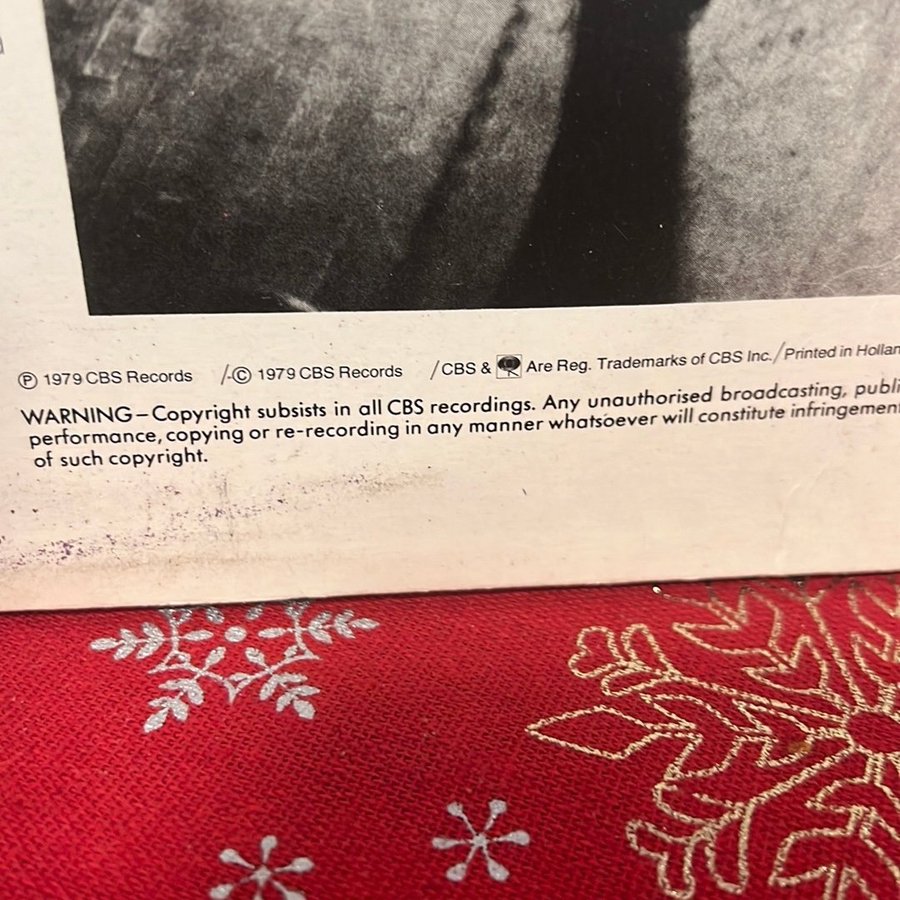 ℗ 1979 CBS Records /-© 1979 CBS Records /CBS & Are Reg. Trademarks of CBS Inc./Printed in Hollan
WARNING–Copyright subsists in all CBS recordings. Any unauthorised broadcasting, publi
performance, copying or re-recording in any manner whatsoever will constitute infringement
of such copyright.